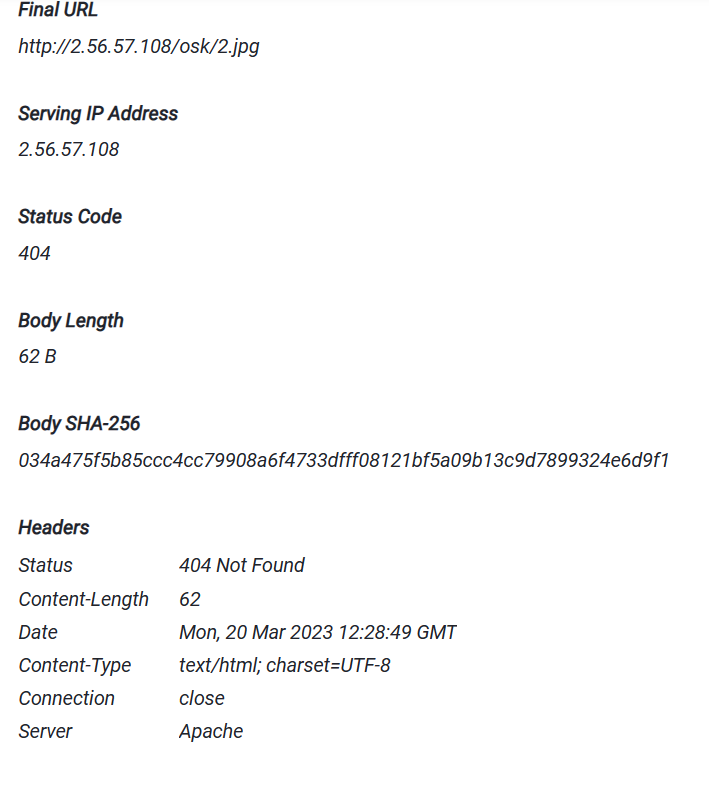 Final URL
http://2.56.57.108/osk/2.jpg
Serving IP Address
2.56.57.108
Status Code
404
Body Length
62 B
Body SHA-256
034a475f5b85ccc4cc79908a6f4733dfff08121bf5a09b13c9d7899324e6d9f1
Headers
Status 404 Not Found
Content-Length 62
Date Mon, 20 Mar 2023 12:28:49 GMT
Content-Type text/html; charset=UTF-8
Connection close
Server Apache